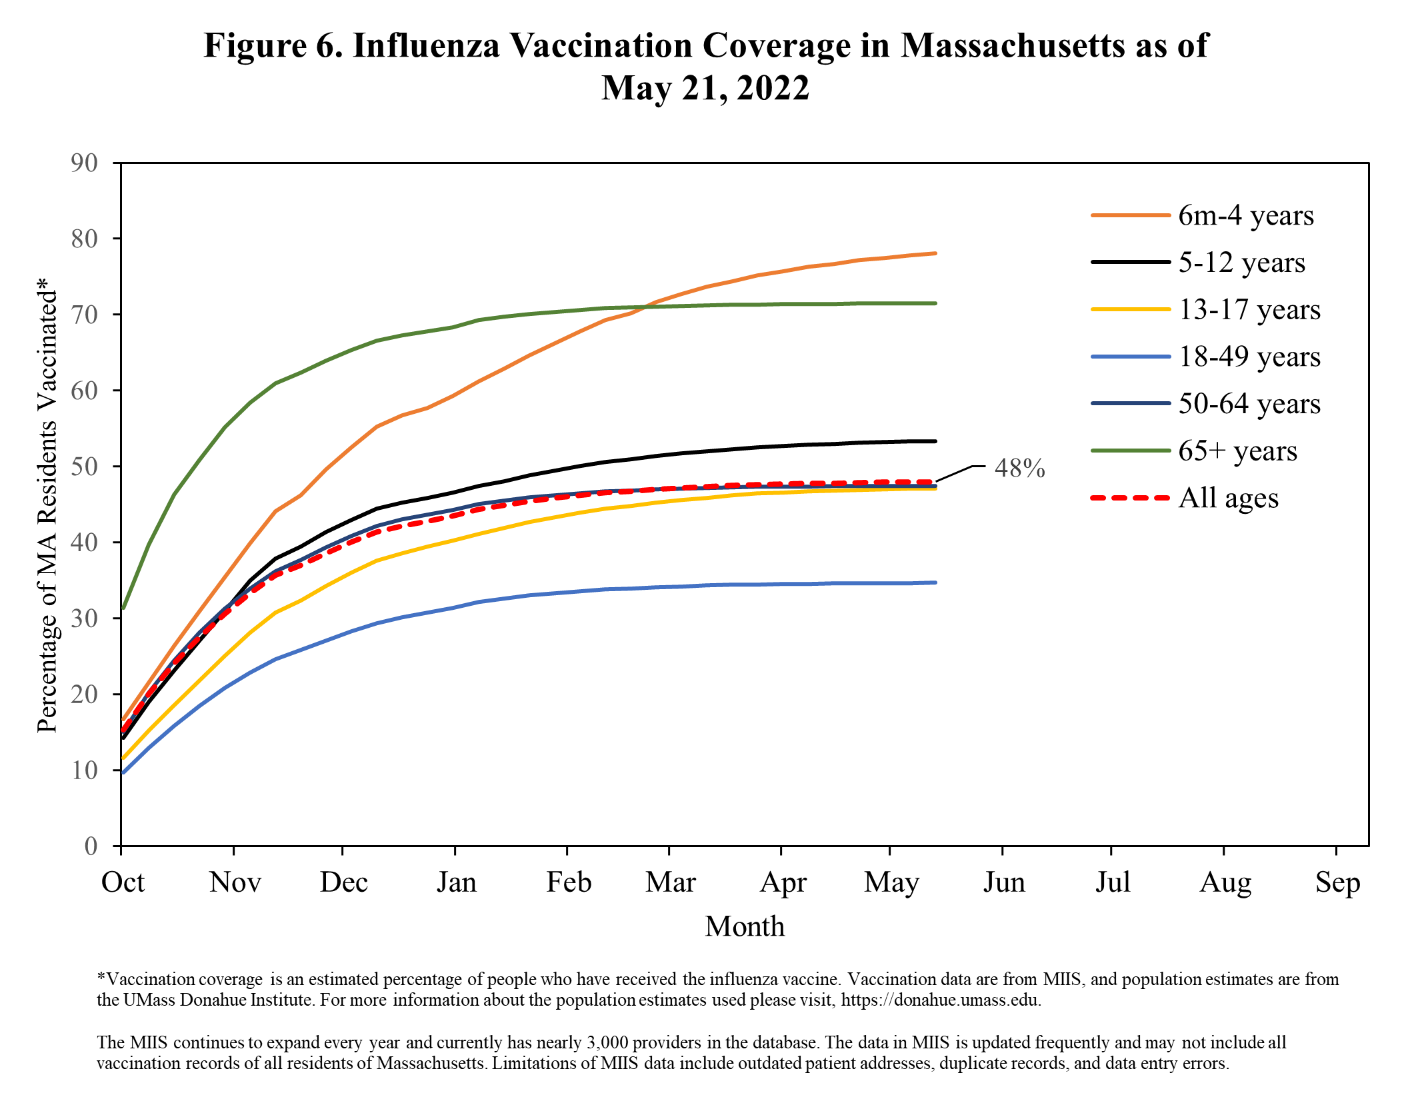 Figure 6. Influenza Vaccination Coverage in Massachusetts as of
May 21, 2022
Percentage of MA Residents Vaccinated*
90
80
70
60
50
40
30
20
10
0
6m-4 years
5-12 years
13-17 years
18-49 years
50-64 years
65+ years
All ages
48%
Oct Nov Dec Jan Feb Mar Apr May Jun Jul Aug Sep
Month
*Vaccination coverage is an estimated percentage of people who have received the influenza vaccine. Vaccination data are from MIIS, and population estimates are from
the UMass Donahue Institute. For more information about the population estimates used please visit, https://donahue.umass.edu.
The MIIS continues to expand every year and currently has nearly 3,000 providers in the database. The data in MIIS is updated frequently and may not include all
vaccination records of all residents of Massachusetts. Limitations of MIIS data include outdated patient addresses, duplicate records, and data entry errors.